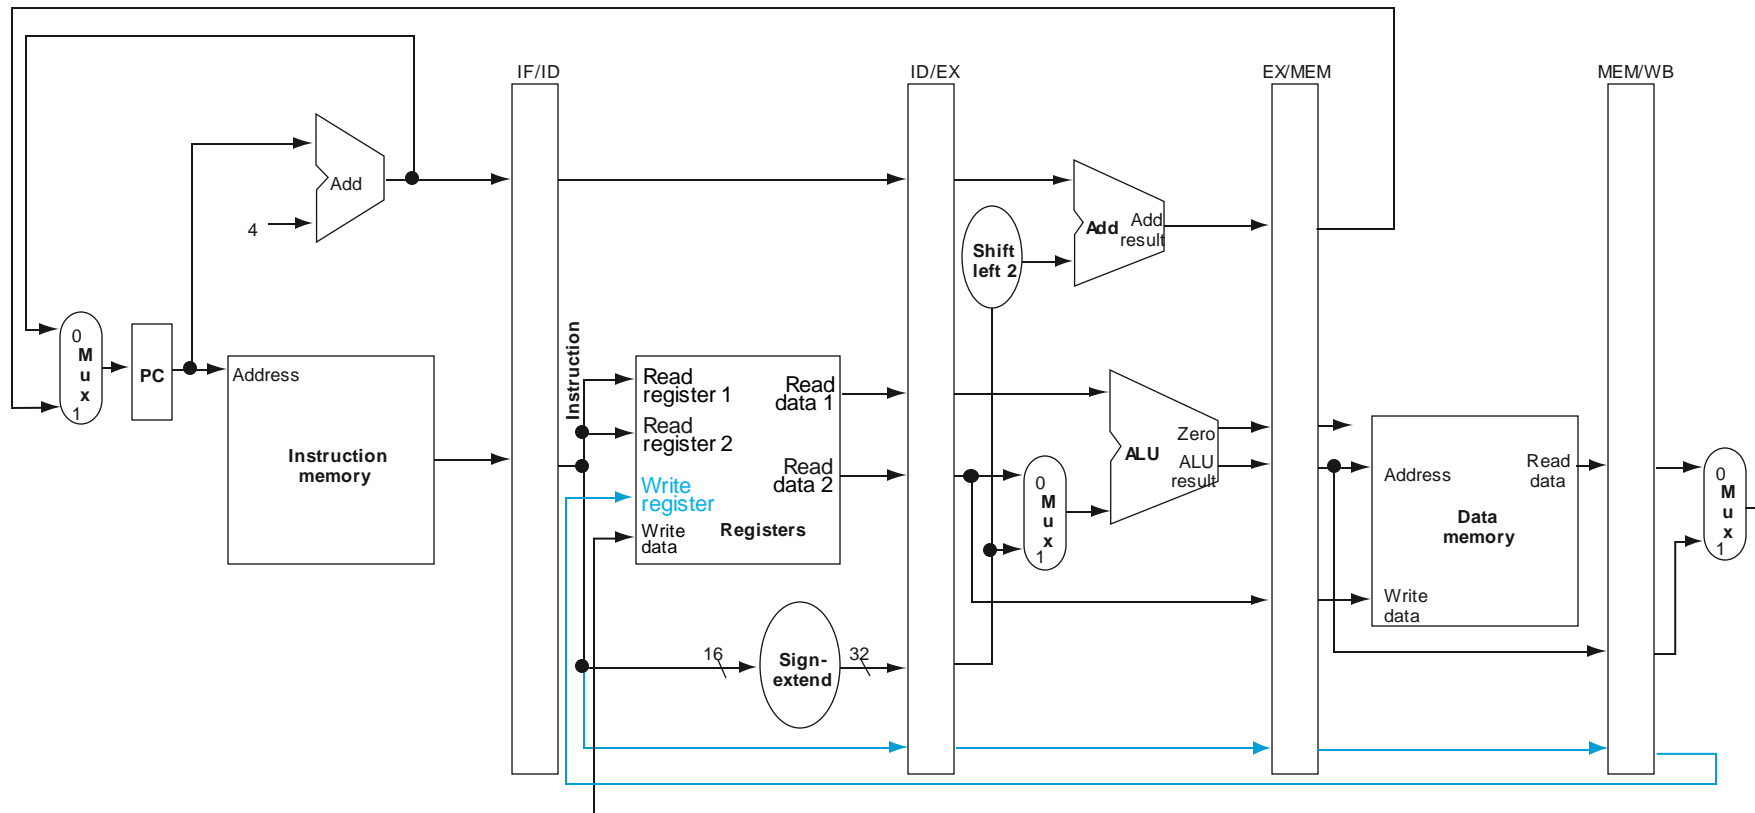 IF/ID
ID/EX
EX/MEM
MEM/WB
Add
4
Shift
left 2
Add
Add
result
0
M
u
x
1
PC
Address
Instruction
memory
Instruction
Read
register 1
Read
register 2
Write
register
Write
data
Read
data 1
Read
data 2
Registers
16
Sign-
extend
32
0
M
u
x
1
Zero
ALU
ALU
result
Address
Read
data
Data
memory
Write
data
0
M
u
x
1